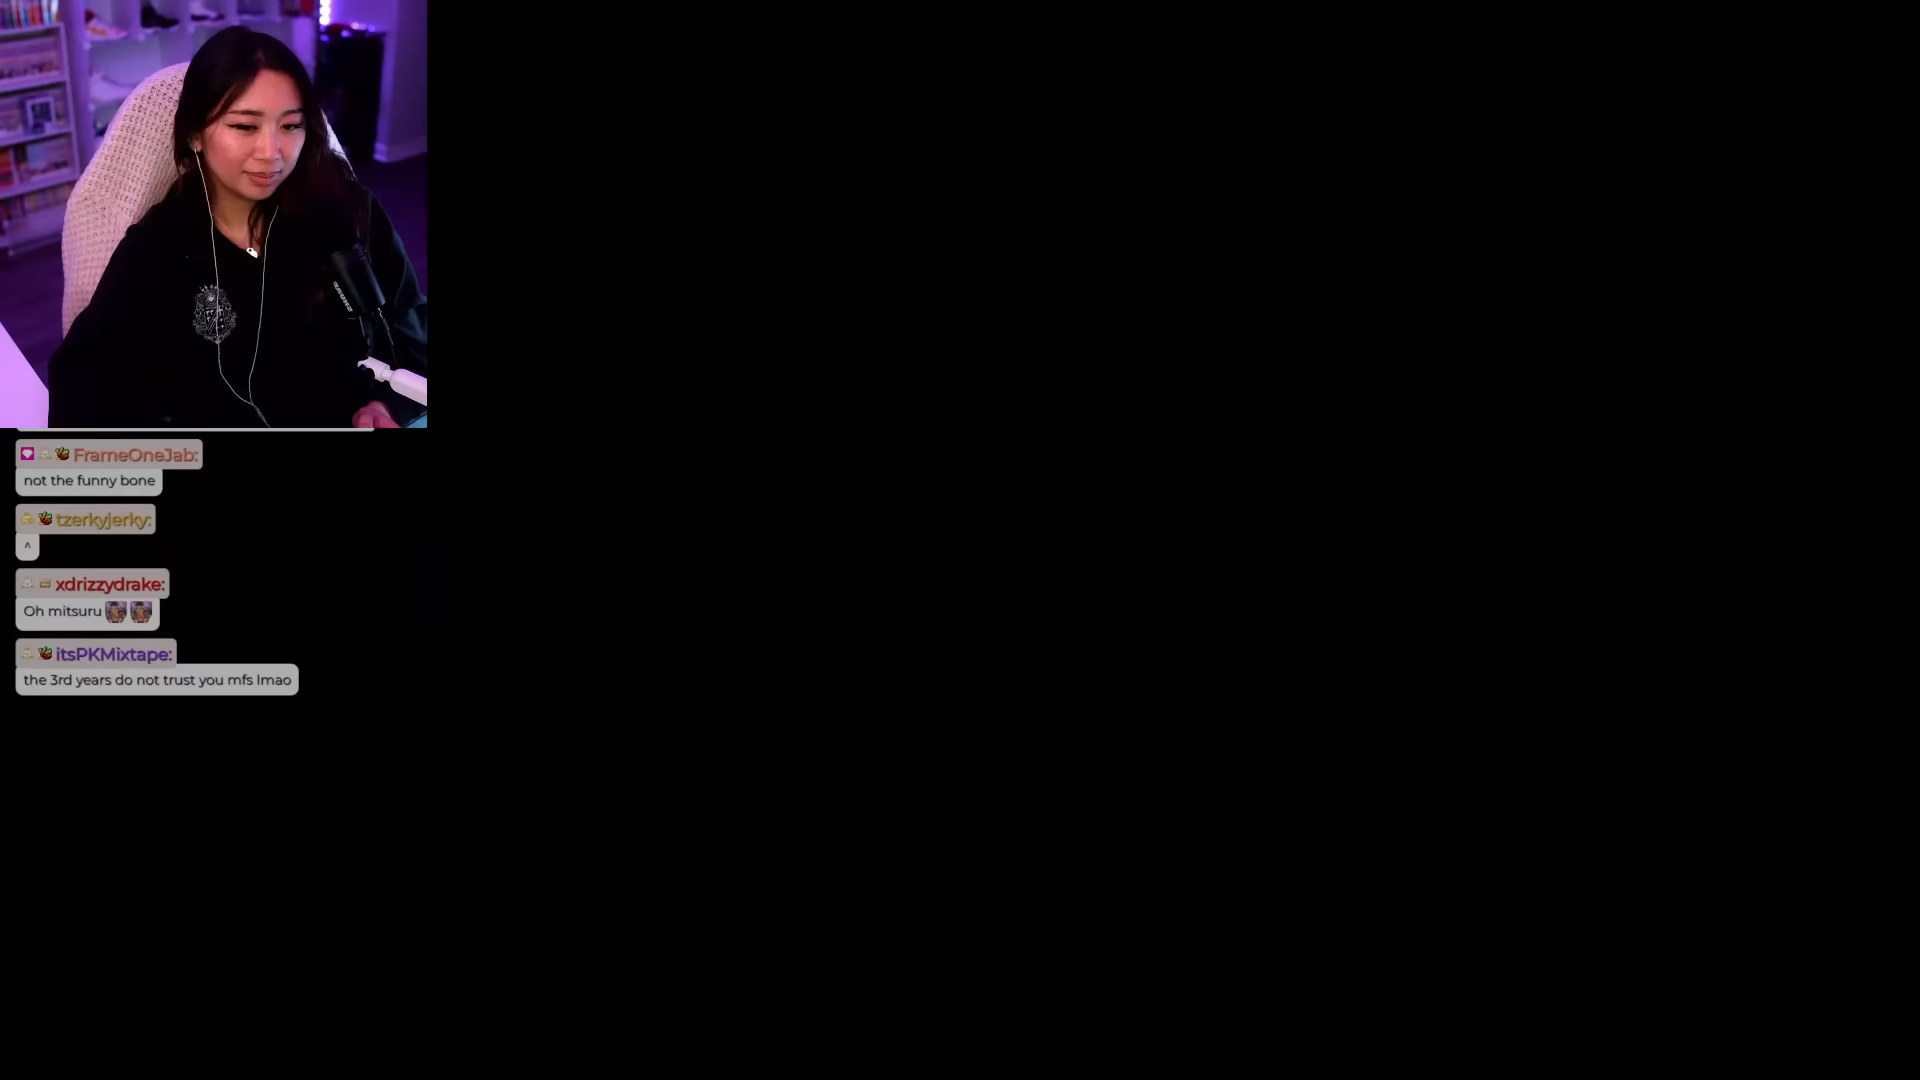 FrameOneJab:
not the funny bone
tzerkyjerky:
^
xdrizzydrake:
Oh mitsuru
itsPKMixtape:
the 3rd years do not trust you mfs lmao